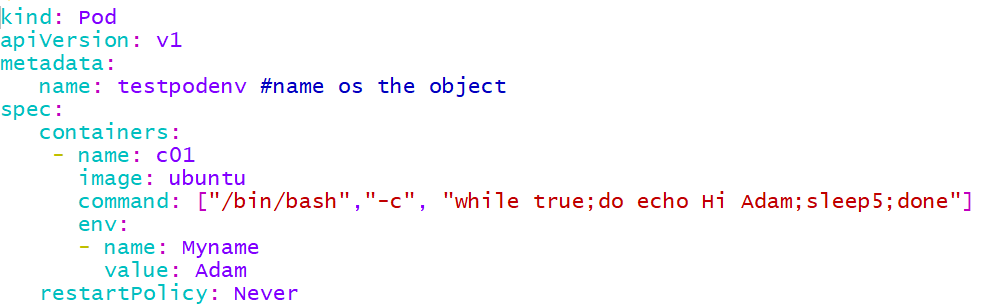 kind: Pod
apiVersion: v1
metadata:
   name: testpodenv #name os the object
spec:
   containers:
    - name: c01
      image: ubuntu
      command: ["/bin/bash","-c", "while true;do echo Hi Adam;sleep5;done"]
      env:
      - name: Myname
        value: Adam
   restartPolicy: Never